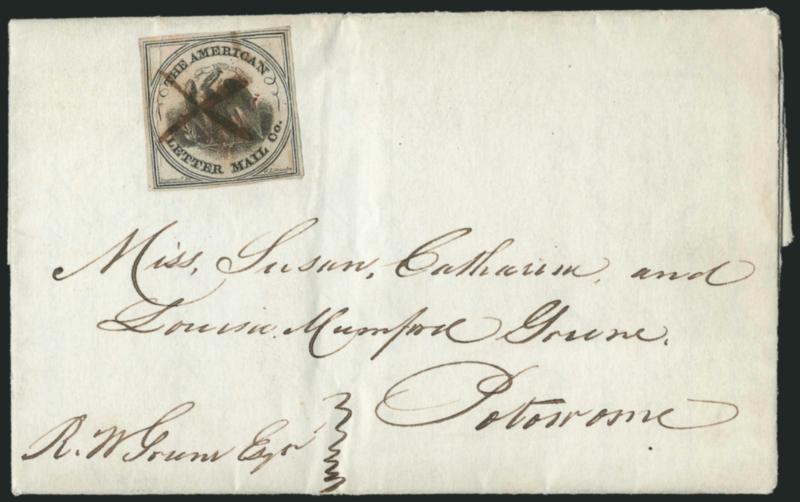 THE AMERICAN
LETTER MAIL Co.
Miss, Susan, Catharine, and
Louisa Mumford Greene.
Potowome
R. W Greene Esqr